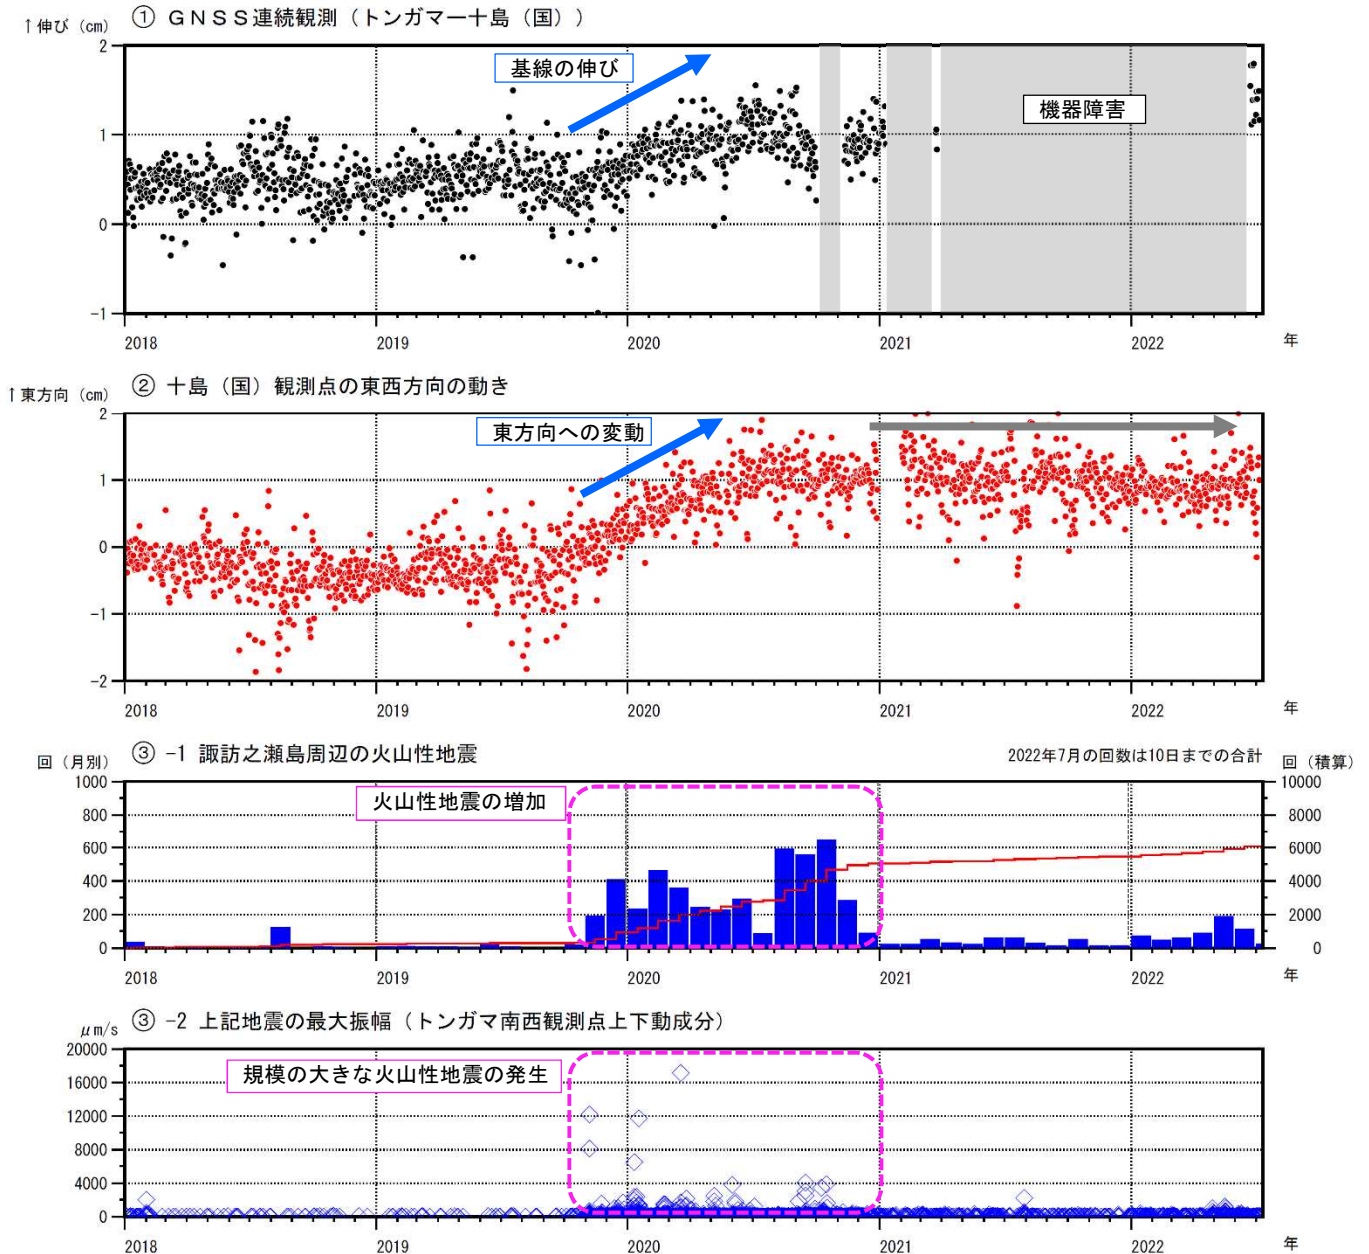 ① GNSS連続観測(トンガマー十島(国))
↑伸び(cm)
2
1
0
-1
基線の伸び
機器障害
2018 2019 2020 2021 2022 年
② 十島(国)観測点の東西方向の動き
↑東方向(cm)
2
1
0
-1
-2
東方向への変動
2018 2019 2020 2021 2022 年
③ -1 諏訪之瀬島周辺の火山性地震
2022年7月の回数は10日までの合計
回(月別) 回(積算)
1000 10000
800 8000
600 6000
400 4000
200 2000
0 0
火山性地震の増加
2018 2019 2020 2021 2022 年
③ -2 上記地震の最大振幅(トンガマ南西観測点上下動成分)
μm/s
20000
16000
12000
8000
4000
0
規模の大きな火山性地震の発生
2018 2019 2020 2021 2022 年